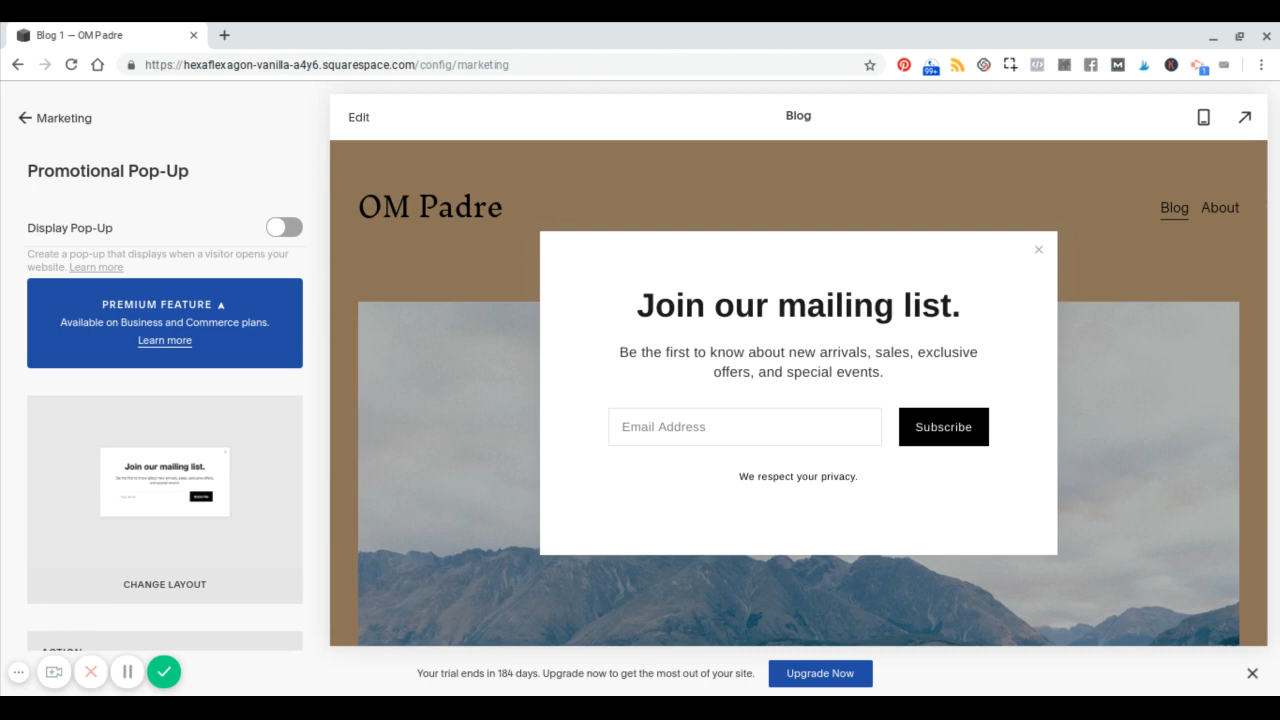 Blog 1 — OM Padre
https://hexaflexagon-vanilla-a4y6.squarespace.com/config/marketing
99+
M
1
Marketing
Promotional Pop-Up
Display Pop-Up
Create a pop-up that displays when a visitor opens your
website. Learn more
PREMIUM FEATURE
Available on Business and Commerce plans.
Learn more
Join our mailing list.
CHANGE LAYOUT
ACTION
Edit
Blog
OM Padre
Blog About
Join our mailing list.
Be the first to know about new arrivals, sales, exclusive
offers, and special events.
Email Address
Subscribe
We respect your privacy.
Your trial ends in 184 days. Upgrade now to get the most out of your site.
Upgrade Now